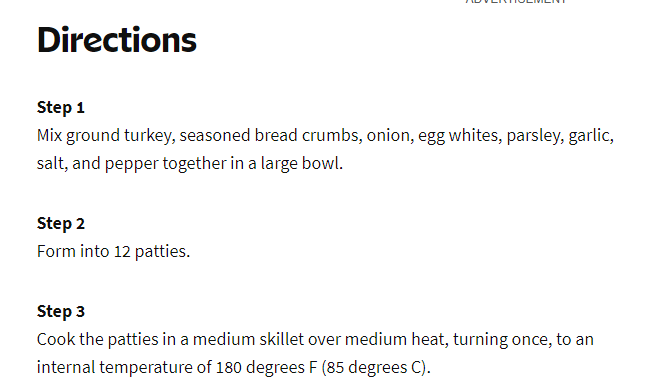 ADVERTISEMENT
Directions
Step 1
Mix ground turkey, seasoned bread crumbs, onion, egg whites, parsley, garlic,
salt, and pepper together in a large bowl.
Step 2
Form into 12 patties.
Step 3
Cook the patties in a medium skillet over medium heat, turning once, to an
internal temperature of 180 degrees F (85 degrees C).